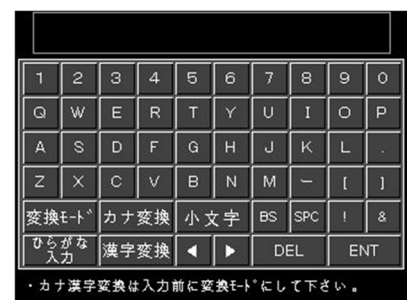 1 2 3 4 5 6 7 8 9 0
Q W E R T Y U I O P
A S D F G H J K L .
Z X C V B N M - [ ]
変換ﾓｰﾄﾞ カナ変換 小文字 BS SPC ! &
ひらがな入力 漢字変換 ◀ ▶ DEL ENT
・カナ漢字変換は入力前に変換ﾓｰﾄﾞにして下さい。